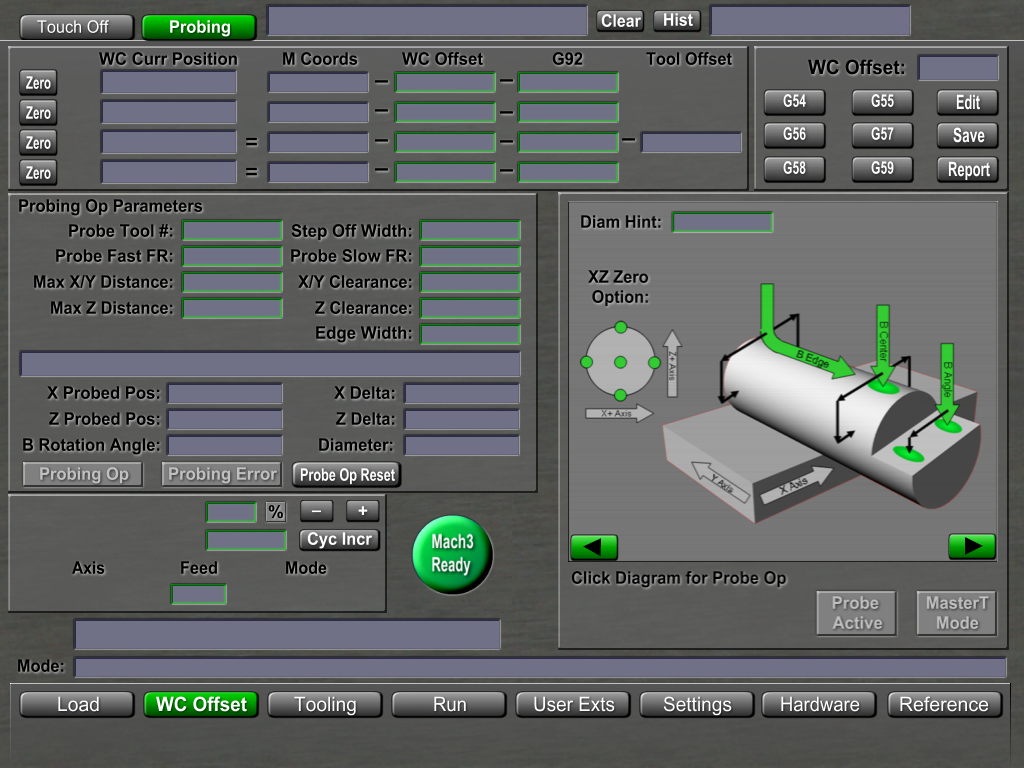 Touch Off
Probing
Clear
Hist
WC Curr Position
M Coords
WC Offset
G92
Tool Offset
Zero
Zero
Zero
=
Zero
=
WC Offset:
G54
G55
Edit
G56
G57
Save
G58
G59
Report
Probing Op Parameters
Probe Tool #:
Step Off Width:
Probe Fast FR:
Probe Slow FR:
Max X/Y Distance:
X/Y Clearance:
Max Z Distance:
Z Clearance:
Edge Width:
X Probed Pos:
X Delta:
Z Probed Pos:
Z Delta:
B Rotation Angle:
Diameter:
Probing Op
Probing Error
Probe Op Reset
Diam Hint:
XZ Zero
Option:
Z+ Axis
X+ Axis
B Edge
B Center
B Angle
Y Axis
X Axis
Click Diagram for Probe Op
Probe
Active
MasterT
Mode
%
−
+
Cyc Incr
Axis
Feed
Mode
Mach3
Ready
Mode:
Load
WC Offset
Tooling
Run
User Exts
Settings
Hardware
Reference